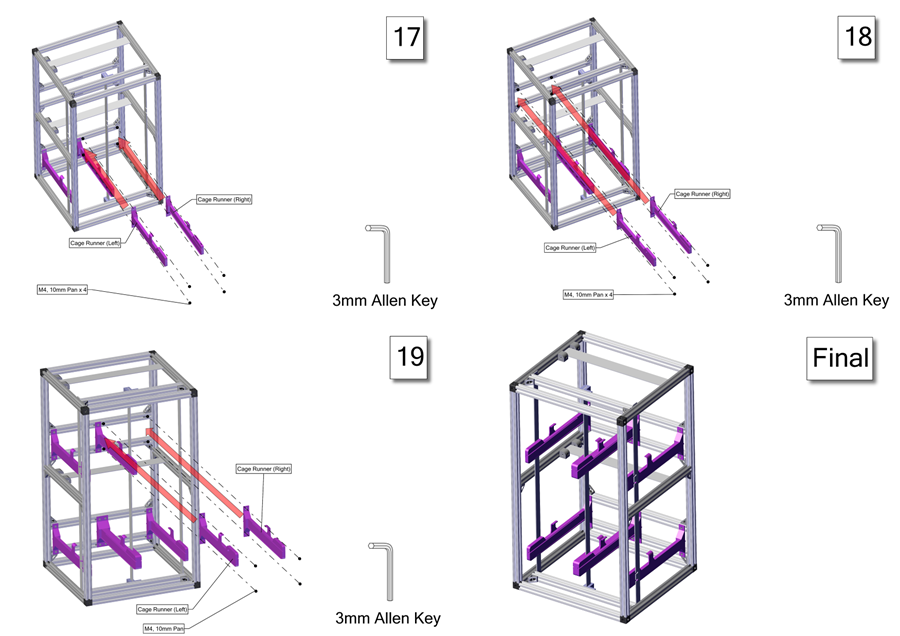 17
Cage Runner (Right)
Cage Runner (Left)
M4, 10mm Pan x 4
3mm Allen Key
18
Cage Runner (Right)
Cage Runner (Left)
M4, 10mm Pan x 4
3mm Allen Key
19
Cage Runner (Right)
Cage Runner (Left)
M4, 10mm Pan
3mm Allen Key
Final